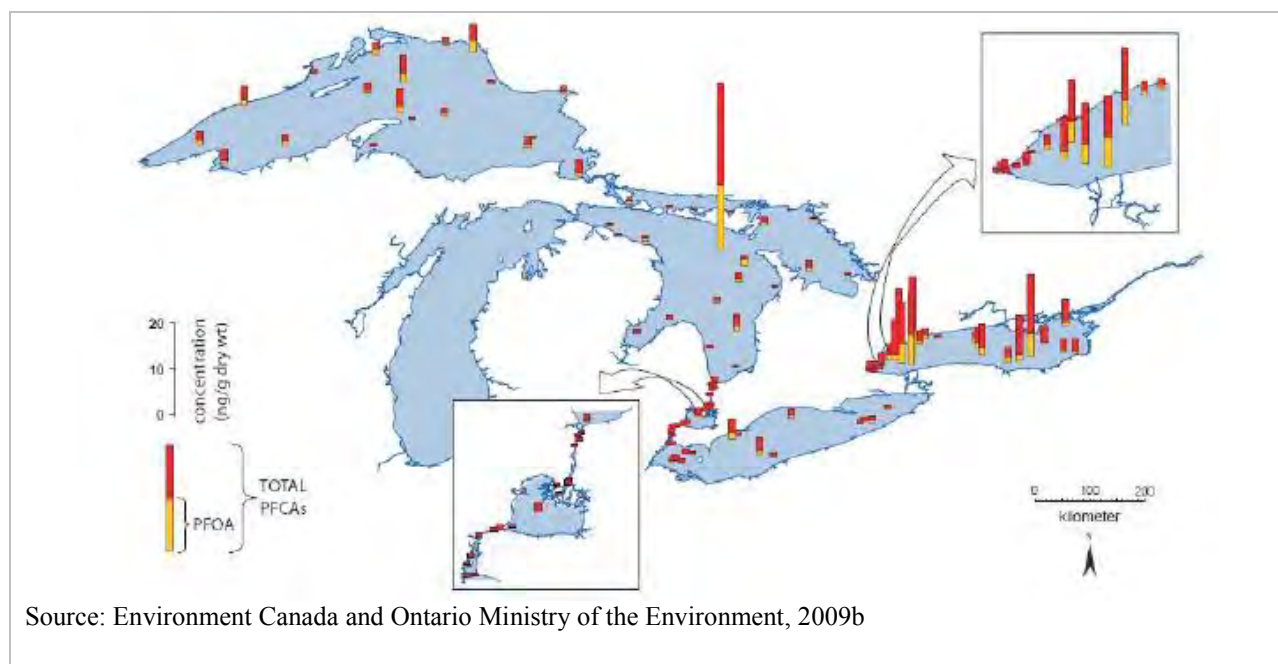 20
10
0
concentration
(ng/g dry wt)
PFOA
TOTAL
PFCAs
0 100 200
kilometer
N
Source: Environment Canada and Ontario Ministry of the Environment, 2009b